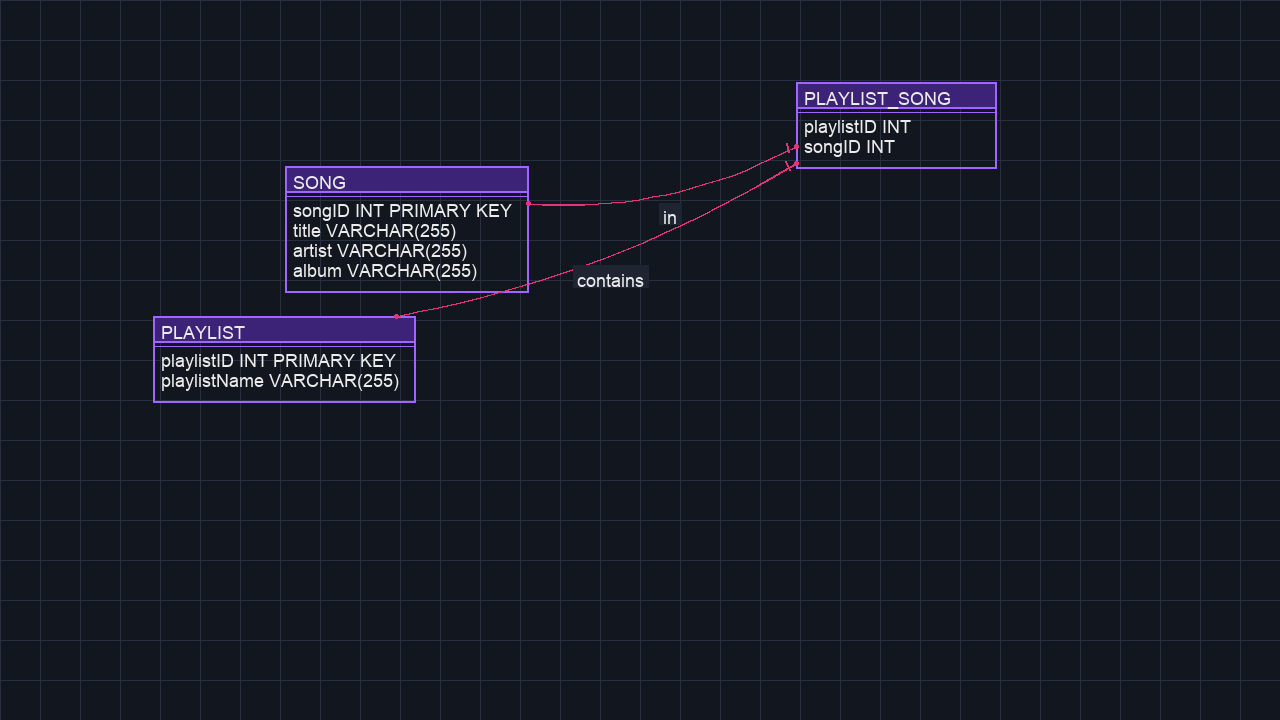 PLAYLIST_SONG
playlistID INT
songID INT
SONG
songID INT PRIMARY KEY
title VARCHAR(255)
artist VARCHAR(255)
album VARCHAR(255)
in
contains
PLAYLIST
playlistID INT PRIMARY KEY
playlistName VARCHAR(255)